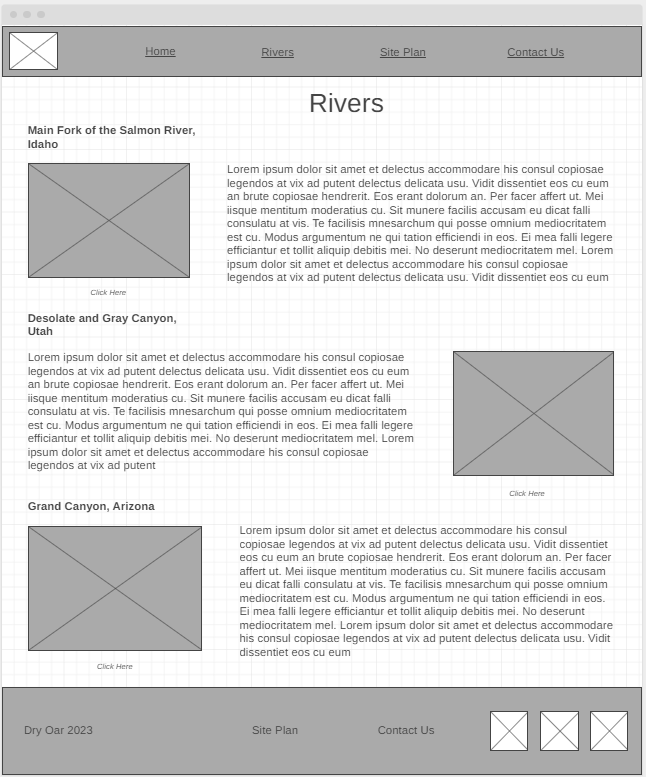 Home Rivers Site Plan Contact Us
Rivers
Main Fork of the Salmon River,
Idaho
Lorem ipsum dolor sit amet et delectus accommodare his consul copiosae
legendos at vix ad putent delectus delicata usu. Vidit dissentiet eos cu eum
an brute copiosae hendrerit. Eos erant dolorum an. Per facer affert ut. Mei
iisque mentitum moderatius cu. Sit munere facilis accusam eu dicat falli
consulatu at vis. Te facilisis mnesarchum qui posse omnium mediocritatem
est cu. Modus argumentum ne qui tation efficiendi in eos. Ei mea falli legere
efficiantur et tollit aliquip debitis mei. No deserunt mediocritatem mel. Lorem
ipsum dolor sit amet et delectus accommodare his consul copiosae
legendos at vix ad putent delectus delicata usu. Vidit dissentiet eos cu eum
Click Here
Desolate and Gray Canyon,
Utah
Lorem ipsum dolor sit amet et delectus accommodare his consul copiosae
legendos at vix ad putent delectus delicata usu. Vidit dissentiet eos cu eum
an brute copiosae hendrerit. Eos erant dolorum an. Per facer affert ut. Mei
iisque mentitum moderatius cu. Sit munere facilis accusam eu dicat falli
consulatu at vis. Te facilisis mnesarchum qui posse omnium mediocritatem
est cu. Modus argumentum ne qui tation efficiendi in eos. Ei mea falli legere
efficiantur et tollit aliquip debitis mei. No deserunt mediocritatem mel. Lorem
ipsum dolor sit amet et delectus accommodare his consul copiosae
legendos at vix ad putent
Click Here
Grand Canyon, Arizona
Lorem ipsum dolor sit amet et delectus accommodare his consul
copiosae legendos at vix ad putent delectus delicata usu. Vidit dissentiet
eos cu eum an brute copiosae hendrerit. Eos erant dolorum an. Per facer
affert ut. Mei iisque mentitum moderatius cu. Sit munere facilis accusam
eu dicat falli consulatu at vis. Te facilisis mnesarchum qui posse omnium
mediocritatem est cu. Modus argumentum ne qui tation efficiendi in eos.
Ei mea falli legere efficiantur et tollit aliquip debitis mei. No deserunt
mediocritatem mel. Lorem ipsum dolor sit amet et delectus accommodare
his consul copiosae legendos at vix ad putent delectus delicata usu. Vidit
dissentiet eos cu eum
Click Here
Dry Oar 2023 Site Plan Contact Us